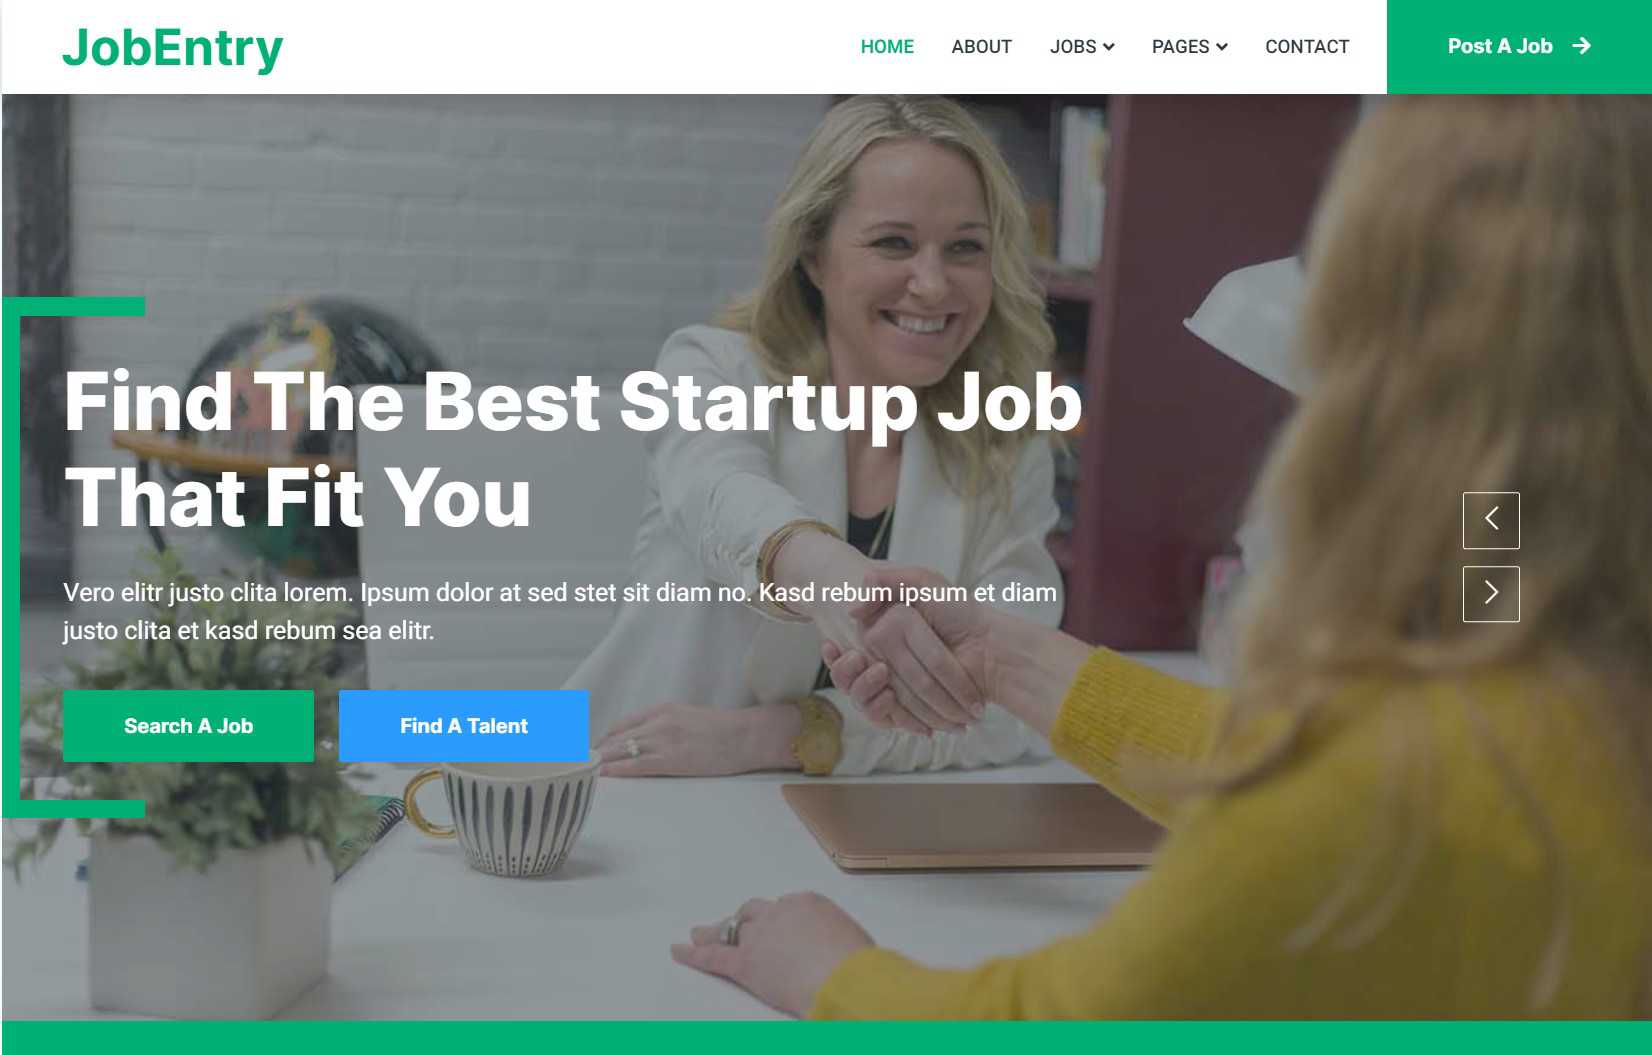 JobEntry
HOME ABOUT JOBS PAGES CONTACT Post A Job
Find The Best Startup Job
That Fit You
Vero elitr justo clita lorem. Ipsum dolor at sed stet sit diam no. Kasd rebum ipsum et diam
justo clita et kasd rebum sea elitr.
Search A Job Find A Talent